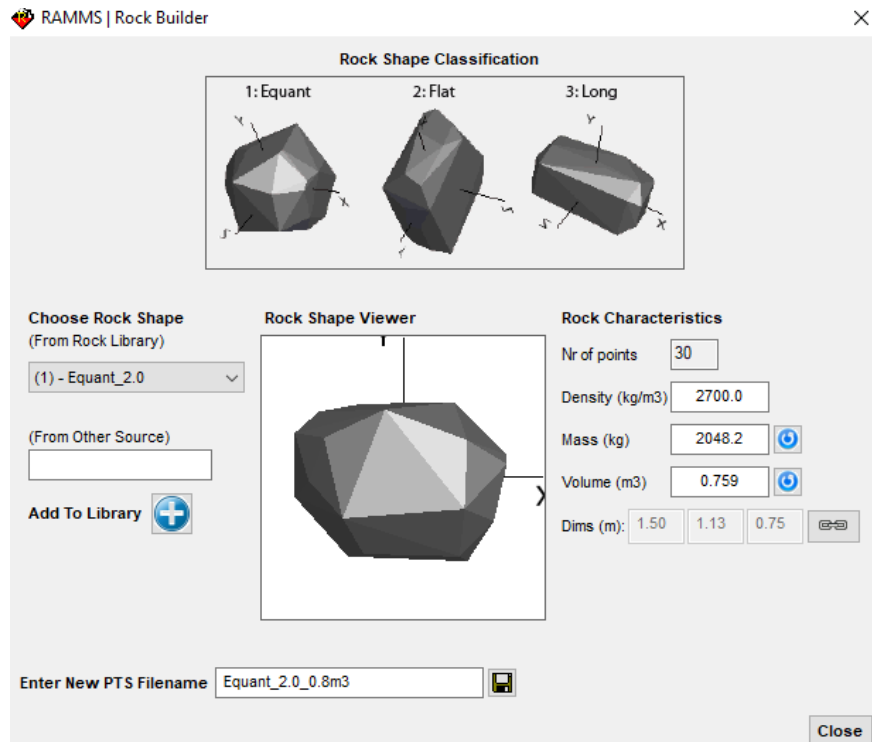 RAMMS | Rock Builder
Rock Shape Classification
1: Equant 2: Flat 3: Long
Y Y
X
Z Z X
Choose Rock Shape
(From Rock Library)
(1) - Equant_2.0
(From Other Source)
Add To Library
Rock Shape Viewer
X
Rock Characteristics
Nr of points 30
Density (kg/m3) 2700.0
Mass (kg) 2048.2
Volume (m3) 0.759
Dims (m): 1.50 1.13 0.75
Enter New PTS Filename Equant_2.0_0.8m3
Close